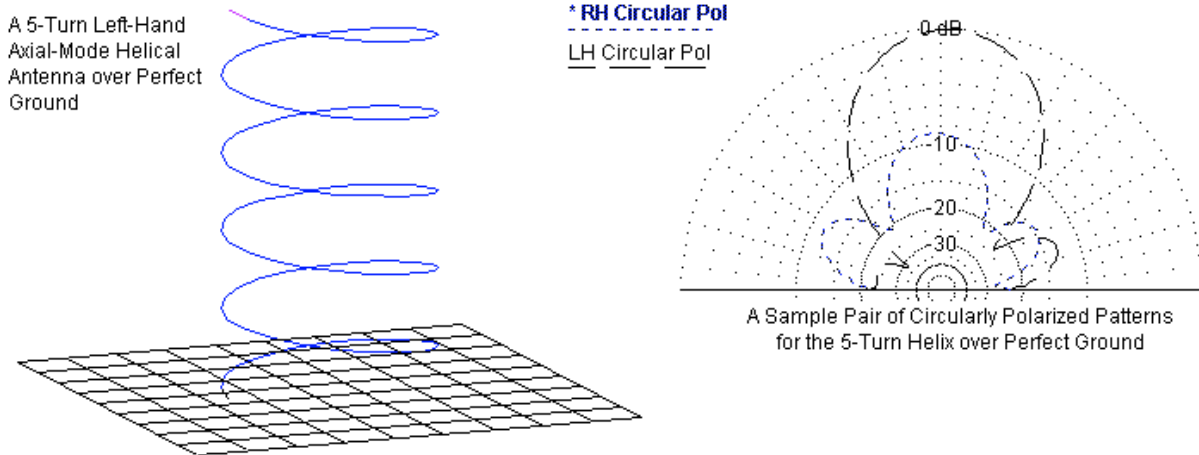 A 5-Turn Left-Hand
Axial-Mode Helical
Antenna over Perfect
Ground
* RH Circular Pol
LH Circular Pol
0 dB
-10
-20
-30
A Sample Pair of Circularly Polarized Patterns
for the 5-Turn Helix over Perfect Ground